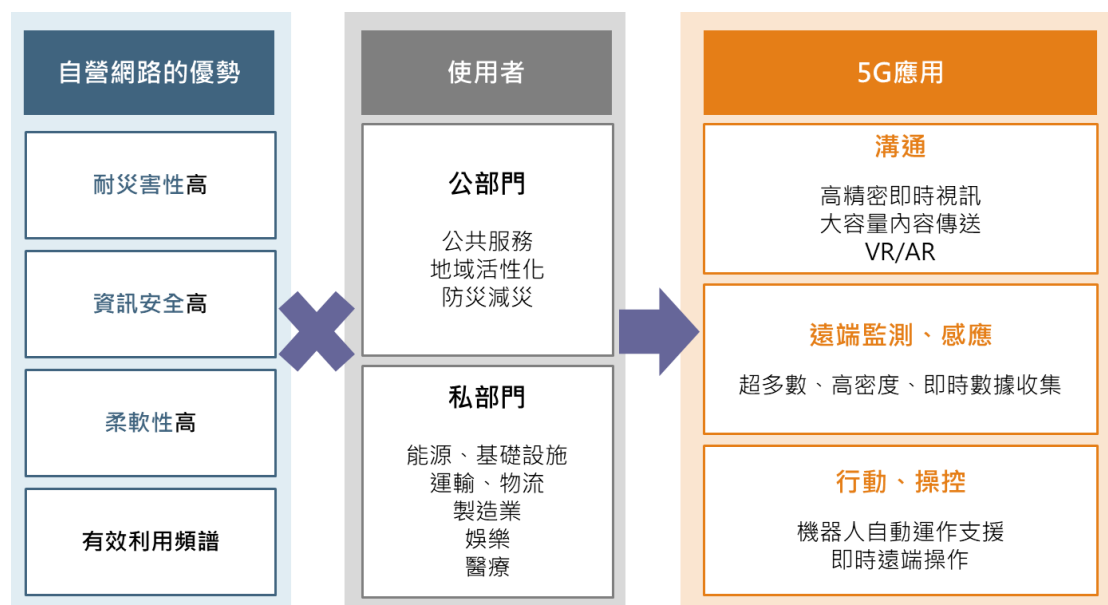 自營網路的優勢
耐災害性高
資訊安全高
柔軟性高
有效利用頻譜
使用者
公部門
公共服務
地域活性化
防災減災
私部門
能源、基礎設施
運輸、物流
製造業
娛樂
醫療
5G應用
溝通
高精密即時視訊
大容量內容傳送
VR/AR
遠端監測、感應
超多數、高密度、即時數據收集
行動、操控
機器人自動運作支援
即時遠端操作